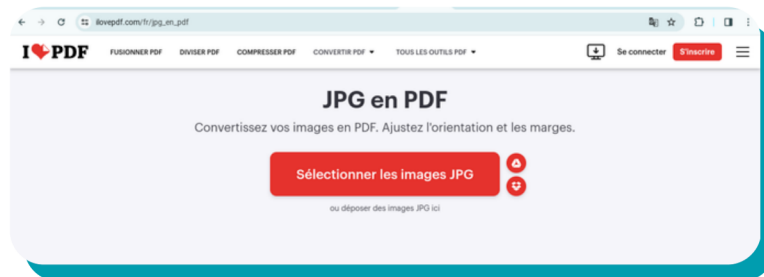 ilovepdf.com/fr/jpg_en_pdf
I PDF FUSIONNER PDF DIVISER PDF COMPRESSER PDF CONVERTIR PDF TOUS LES OUTILS PDF Se connecter S'inscrire
JPG en PDF
Convertissez vos images en PDF. Ajustez l'orientation et les marges.
Sélectionner les images JPG
ou déposer des images JPG ici